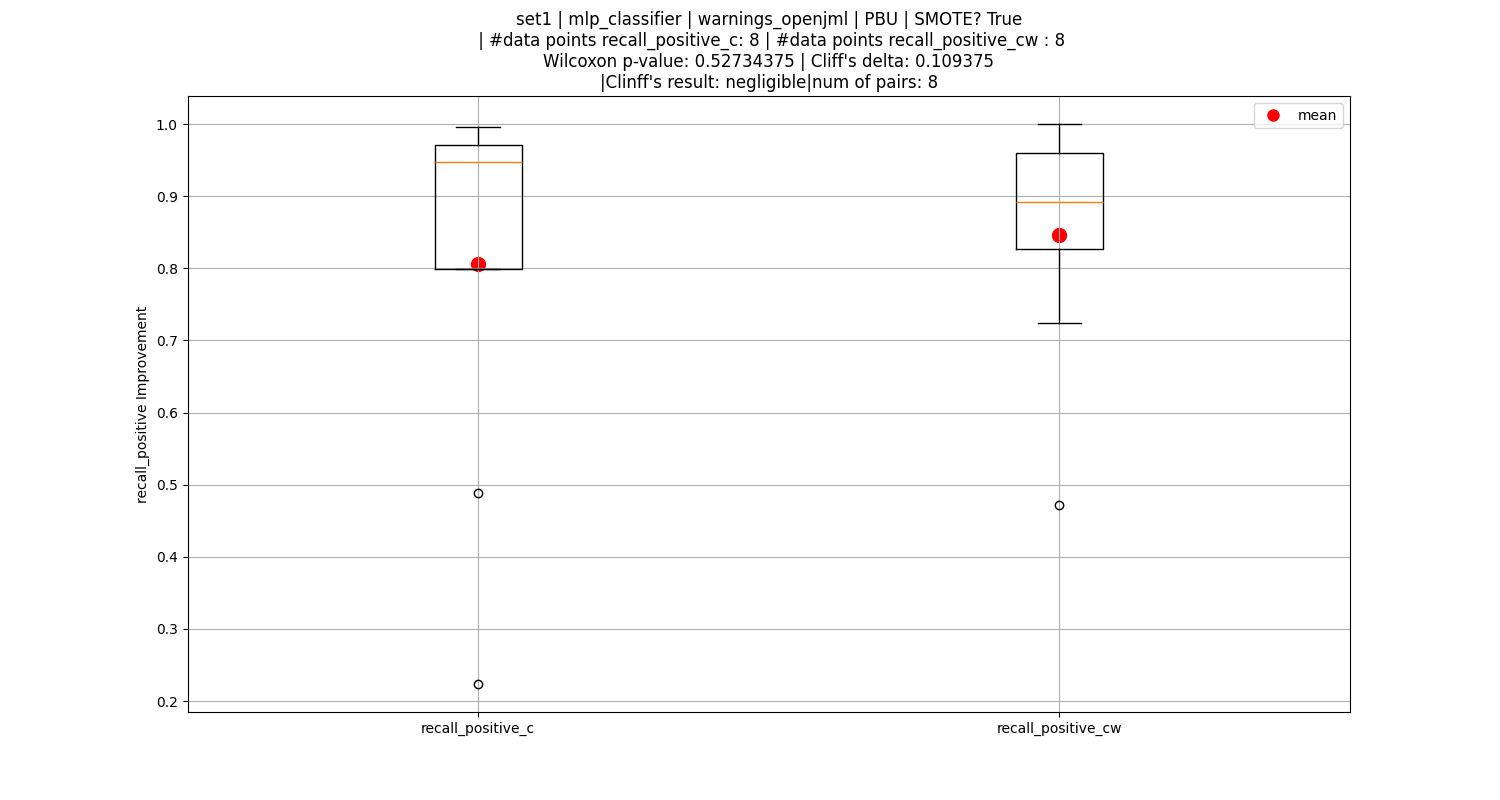 set1 | mlp_classifier | warnings_openjml | PBU | SMOTE? True
| #data points recall_positive_c: 8 | #data points recall_positive_cw : 8
Wilcoxon p-value: 0.52734375 | Cliff's delta: 0.109375
|Clinff's result: negligible|num of pairs: 8
mean
1.0
0.9
0.8
0.7
0.6
0.5
0.4
0.3
0.2
recall_positive Improvement
recall_positive_c
recall_positive_cw